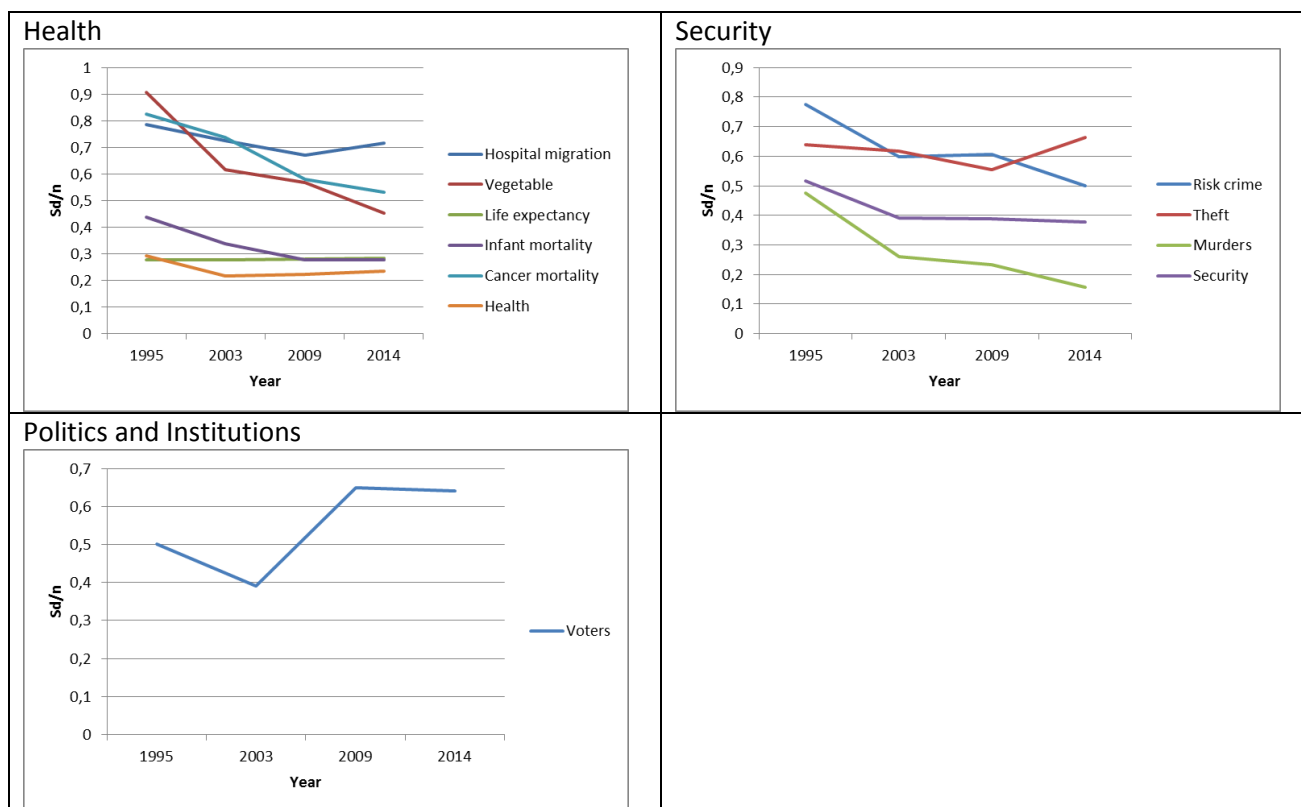 Health
1
0,9
0,8
0,7
0,6
0,5
0,4
0,3
0,2
0,1
0
Sd/n
1995 2003 2009 2014
Year
Hospital migration
Vegetable
Life expectancy
Infant mortality
Cancer mortality
Health
Security
0,9
0,8
0,7
0,6
0,5
0,4
0,3
0,2
0,1
0
Sd/n
1995 2003 2009 2014
Year
Risk crime
Theft
Murders
Security
Politics and Institutions
0,7
0,6
0,5
0,4
0,3
0,2
0,1
0
Sd/n
1995 2003 2009 2014
Year
Voters